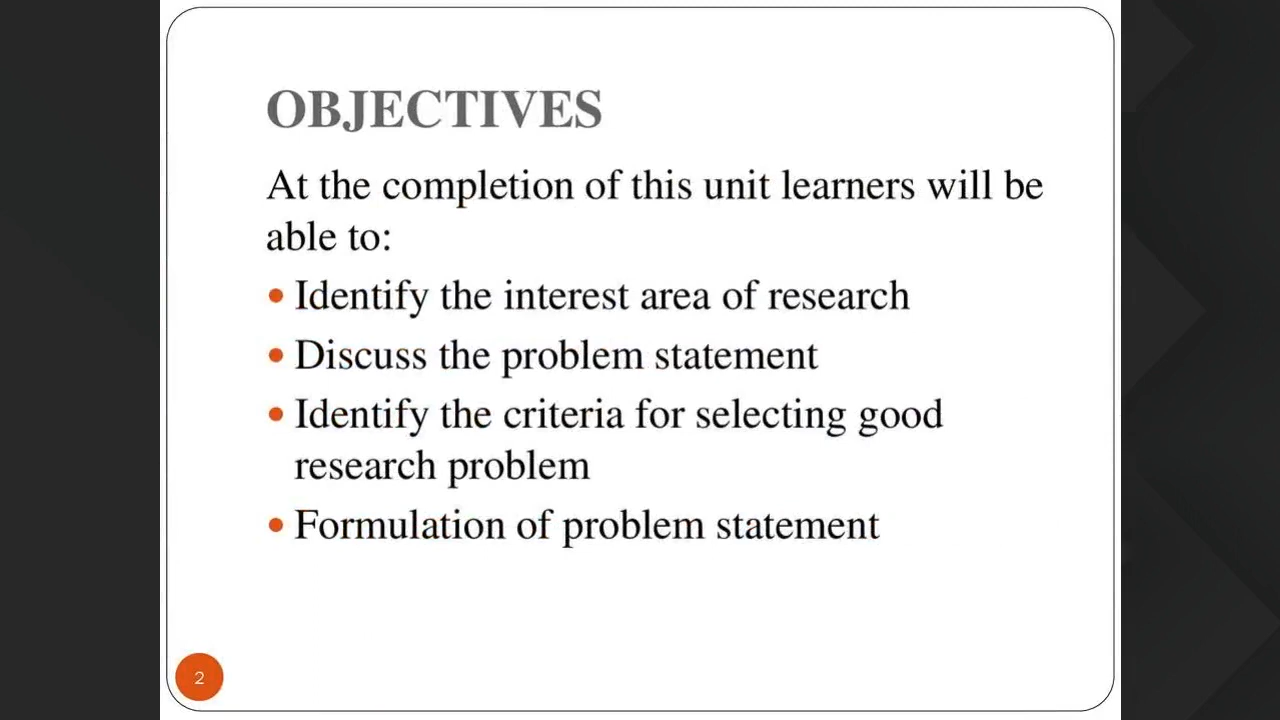 OBJECTIVES
At the completion of this unit learners will be
able to:
• Identify the interest area of research
• Discuss the problem statement
• Identify the criteria for selecting good
research problem
• Formulation of problem statement
2